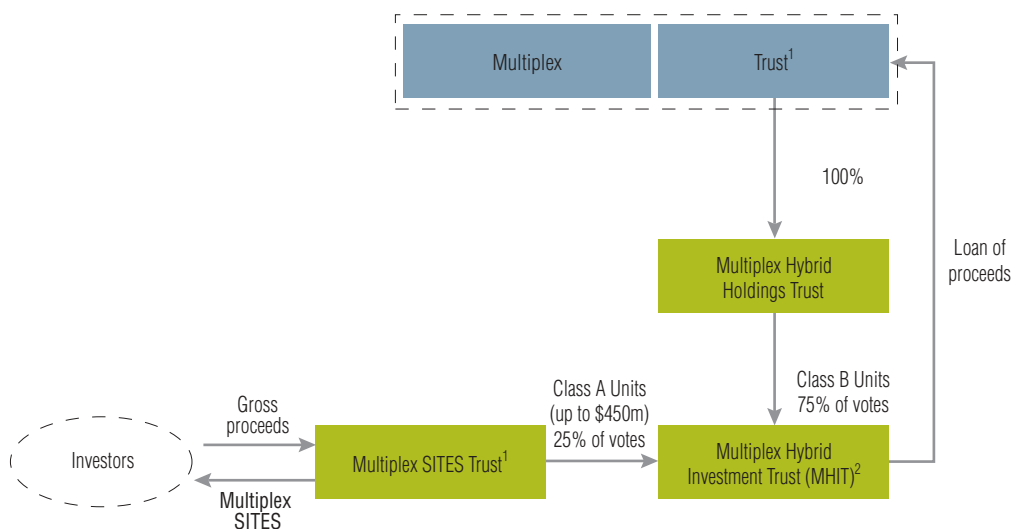 Multiplex
Trust1
100%
Multiplex Hybrid
Holdings Trust
Loan of
proceeds
Class A Units
(up to $450m)
25% of votes
Class B Units
75% of votes
Gross
proceeds
Investors
Multiplex SITES Trust1
Multiplex Hybrid
Investment Trust (MHIT)2
Multiplex
SITES